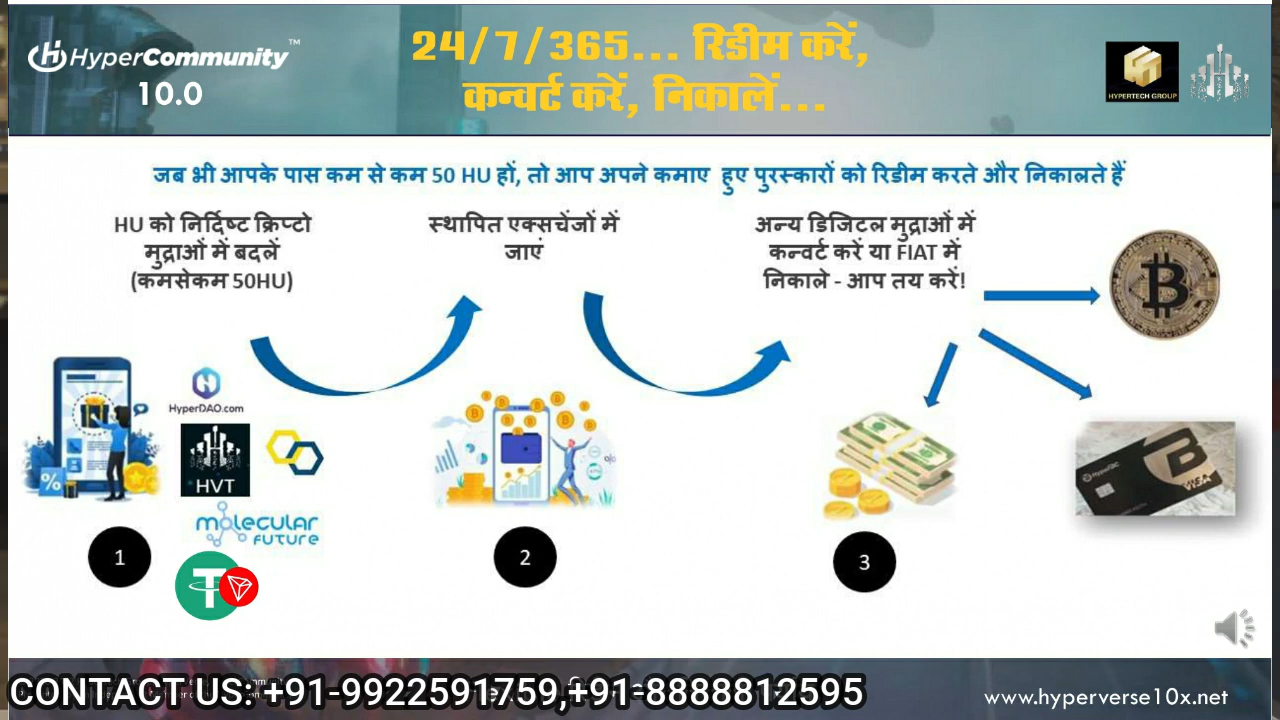 HyperCommunity™
10.0
24/7/365... रिडीम करें,
कन्वर्ट करें, निकालें...
HYPERTECH GROUP
जब भी आपके पास कम से कम 50 HU हों, तो आप अपने कमाए हुए पुरस्कारों को रिडीम करते और निकालते हैं
HU को निर्दिष्ट क्रिप्टो
मुद्राओं में बदलें
(कमसेकम 50HU)
स्थापित एक्सचेंजों में
जाएं
अन्य डिजिटल मुद्राओं में
कन्वर्ट करें या FIAT में
निकाले - आप तय करें!
HyperDAO.com
HVT
MOLECULAR
FUTURE
1
2
3
CONTACT US: +91-9922591759,+91-8888812595
www.hyperverse10x.net